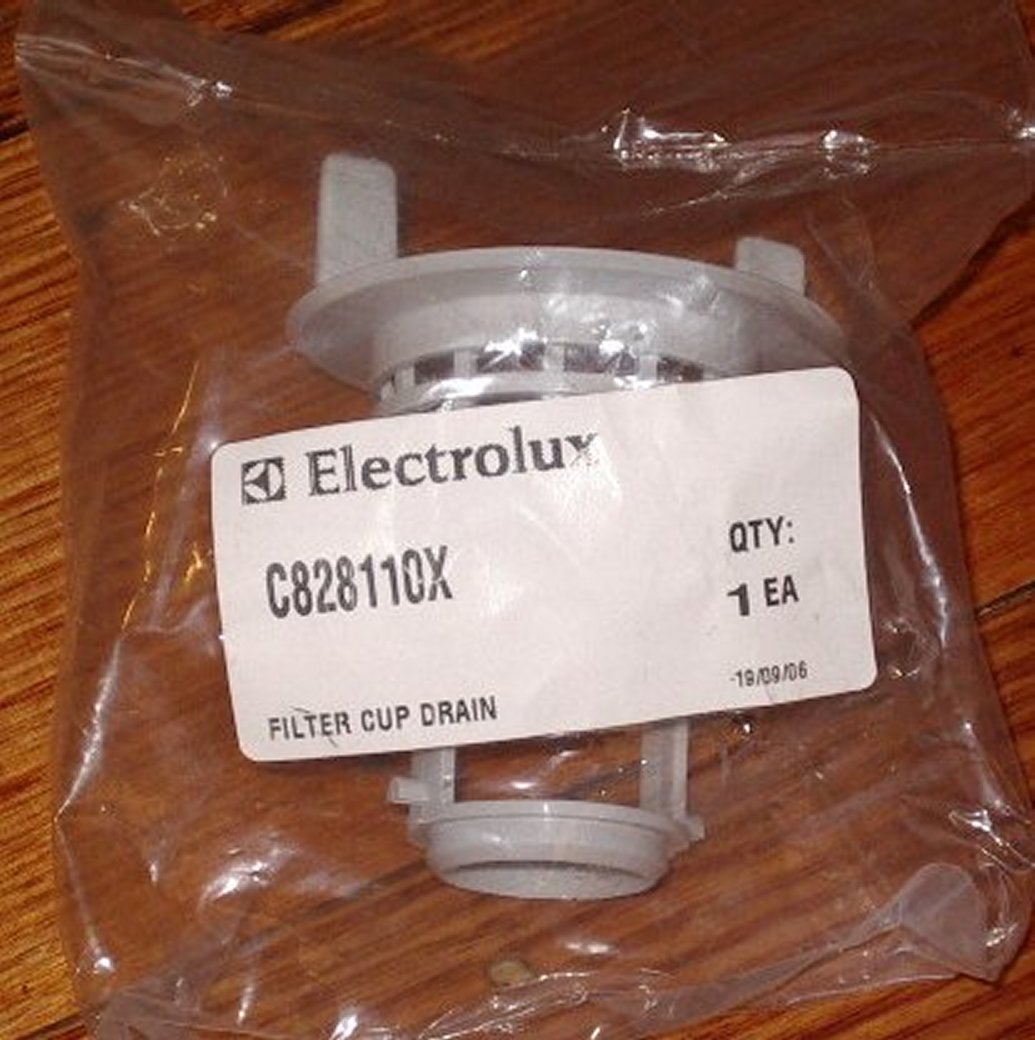 Electrolux
C828110X
QTY:
1 EA
-19/09/06
FILTER CUP DRAIN